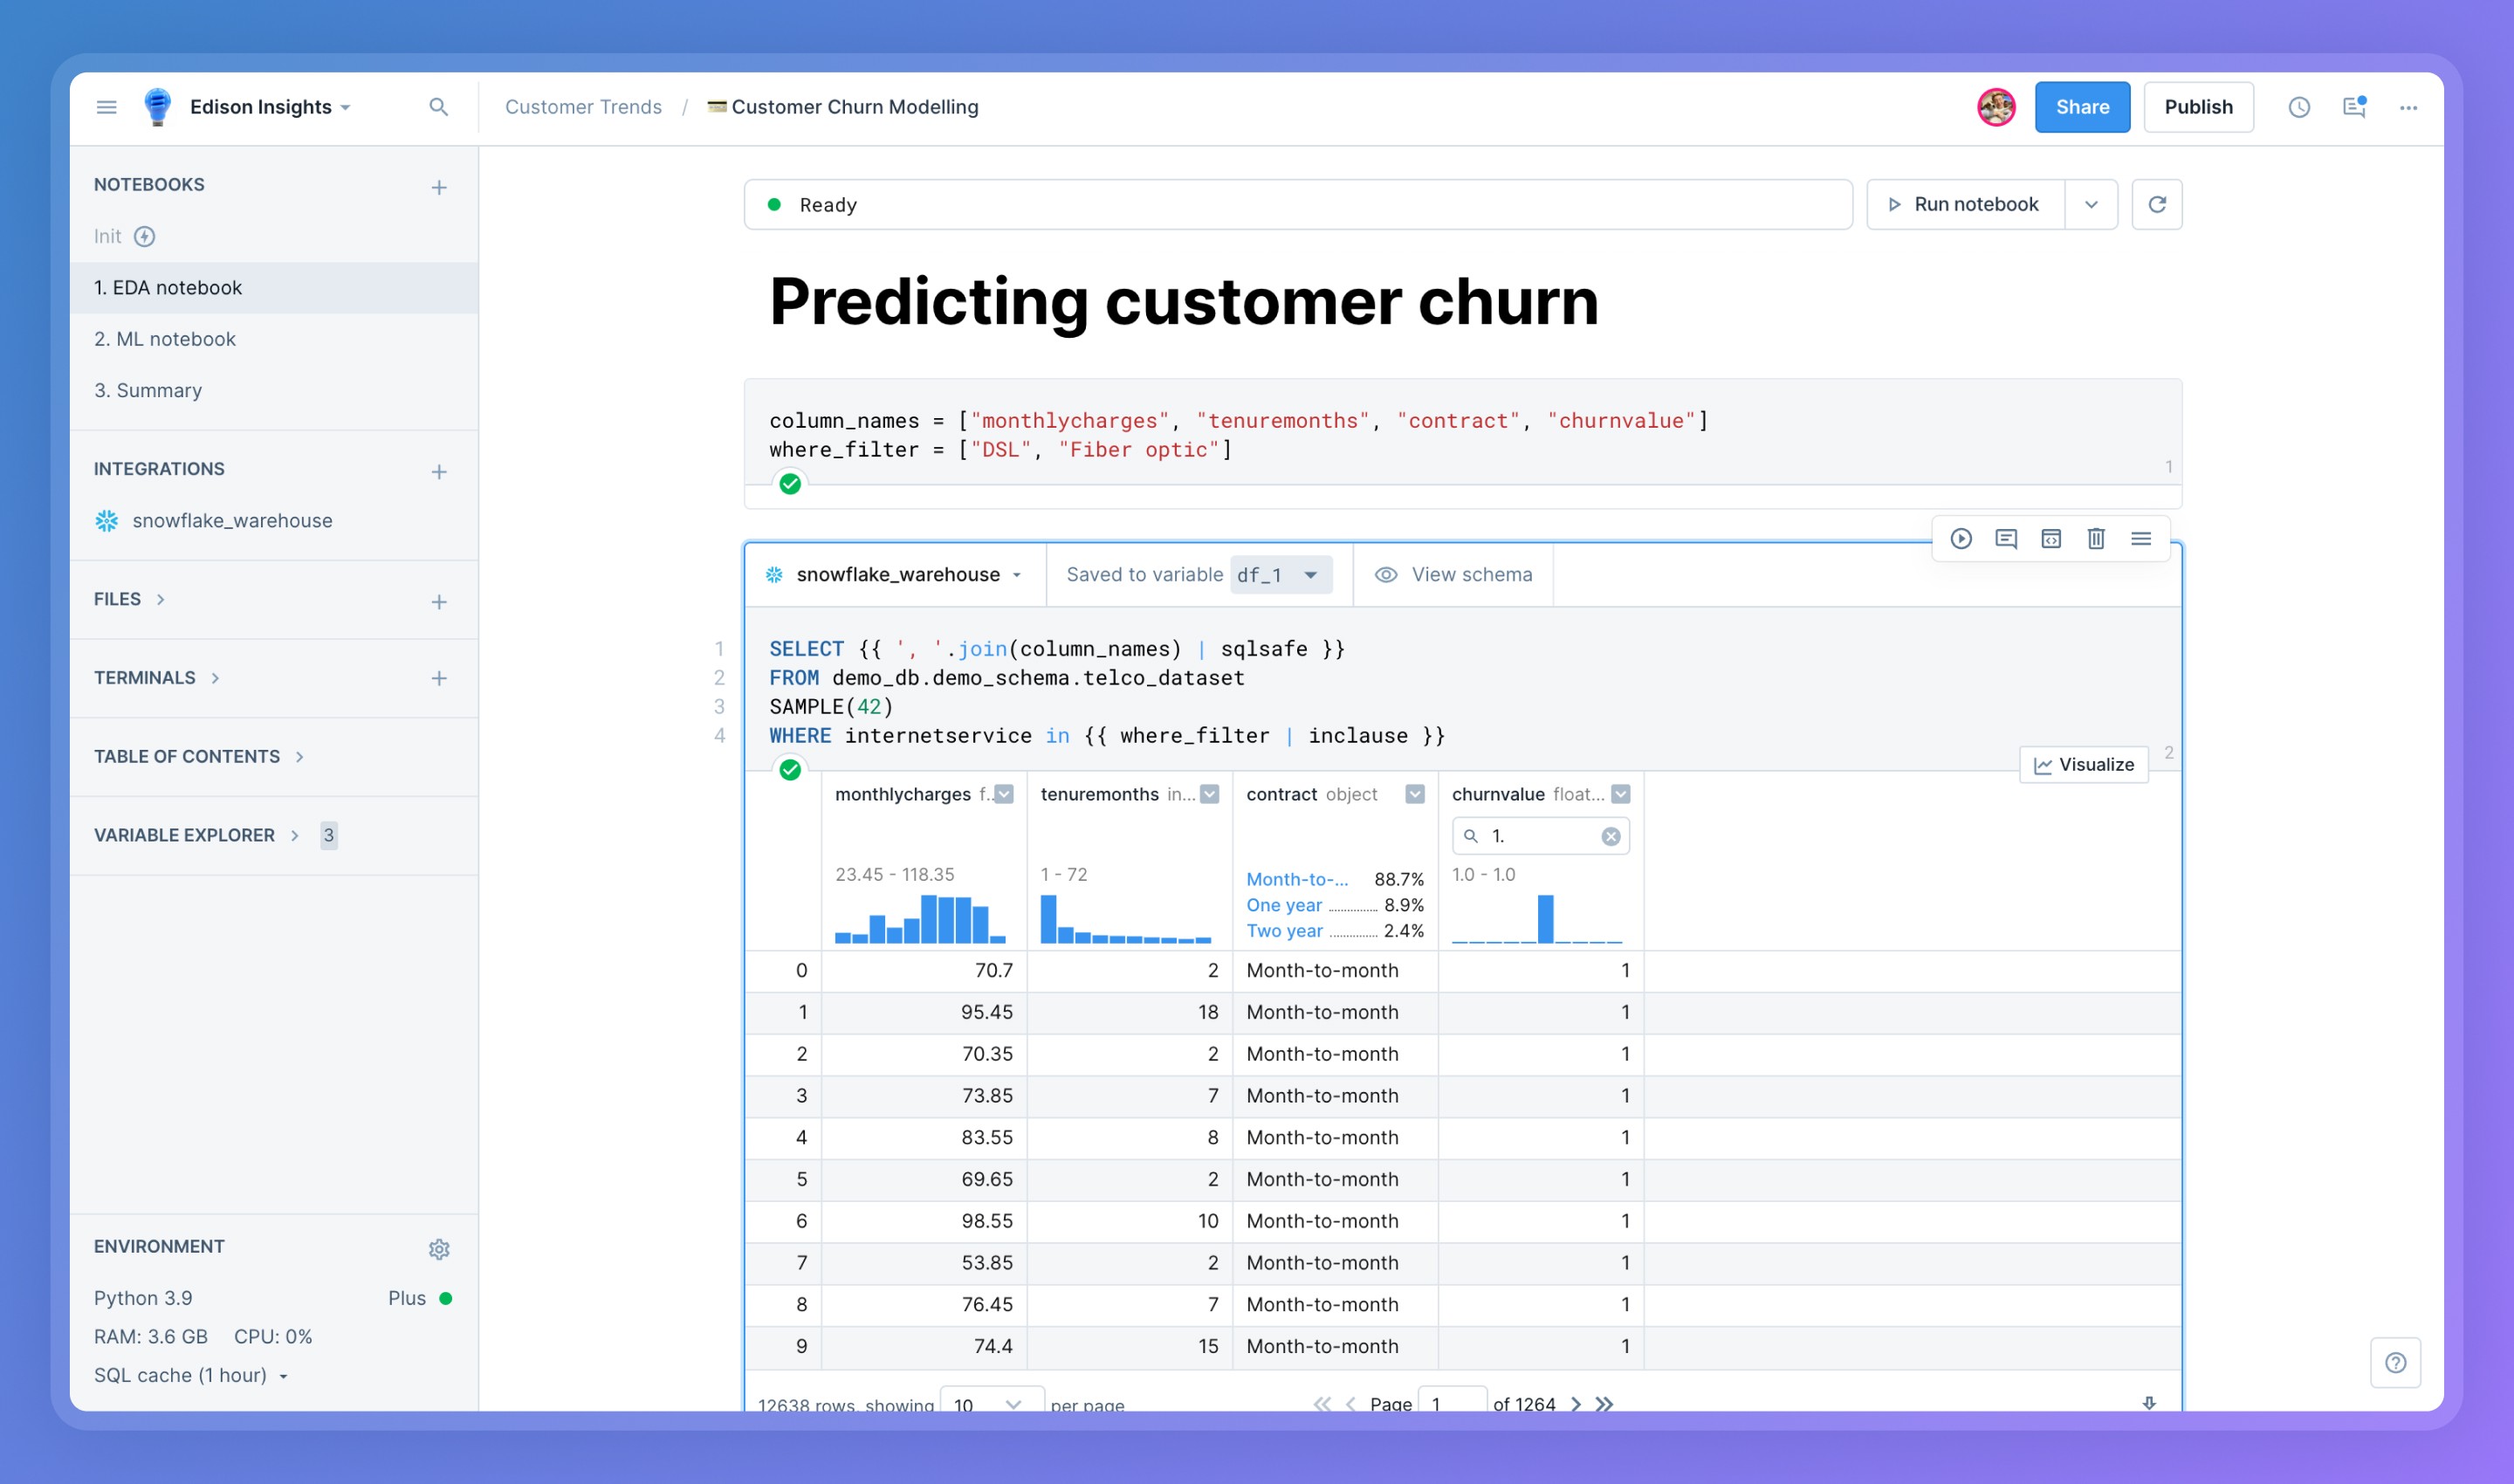 Edison Insights
Customer Trends / Customer Churn Modelling
Share
Publish
NOTEBOOKS
Init
1. EDA notebook
2. ML notebook
3. Summary
INTEGRATIONS
snowflake_warehouse
FILES
TERMINALS
TABLE OF CONTENTS
VARIABLE EXPLORER 3
ENVIRONMENT
Python 3.9 Plus
RAM: 3.6 GB CPU: 0%
SQL cache (1 hour)
Ready
Run notebook
Predicting customer churn
column_names = ["monthlycharges", "tenuremonths", "contract", "churnvalue"]
where_filter = ["DSL", "Fiber optic"]
1
snowflake_warehouse Saved to variable df_1 View schema
1 SELECT {{ ', '.join(column_names) | sqlsafe }}
2 FROM demo_db.demo_schema.telco_dataset
3 SAMPLE(42)
4 WHERE internetservice in {{ where_filter | inclause }}
2
Visualize
monthlycharges f... tenuremonths in... contract object churnvalue float...
1.
23.45 - 118.35 1 - 72 1.0 - 1.0
Month-to-... 88.7%
One year 8.9%
Two year 2.4%
0 70.7 2 Month-to-month 1
1 95.45 18 Month-to-month 1
2 70.35 2 Month-to-month 1
3 73.85 7 Month-to-month 1
4 83.55 8 Month-to-month 1
5 69.65 2 Month-to-month 1
6 98.55 10 Month-to-month 1
7 53.85 2 Month-to-month 1
8 76.45 7 Month-to-month 1
9 74.4 15 Month-to-month 1
12638 rows, showing 10 per page Page 1 of 1264